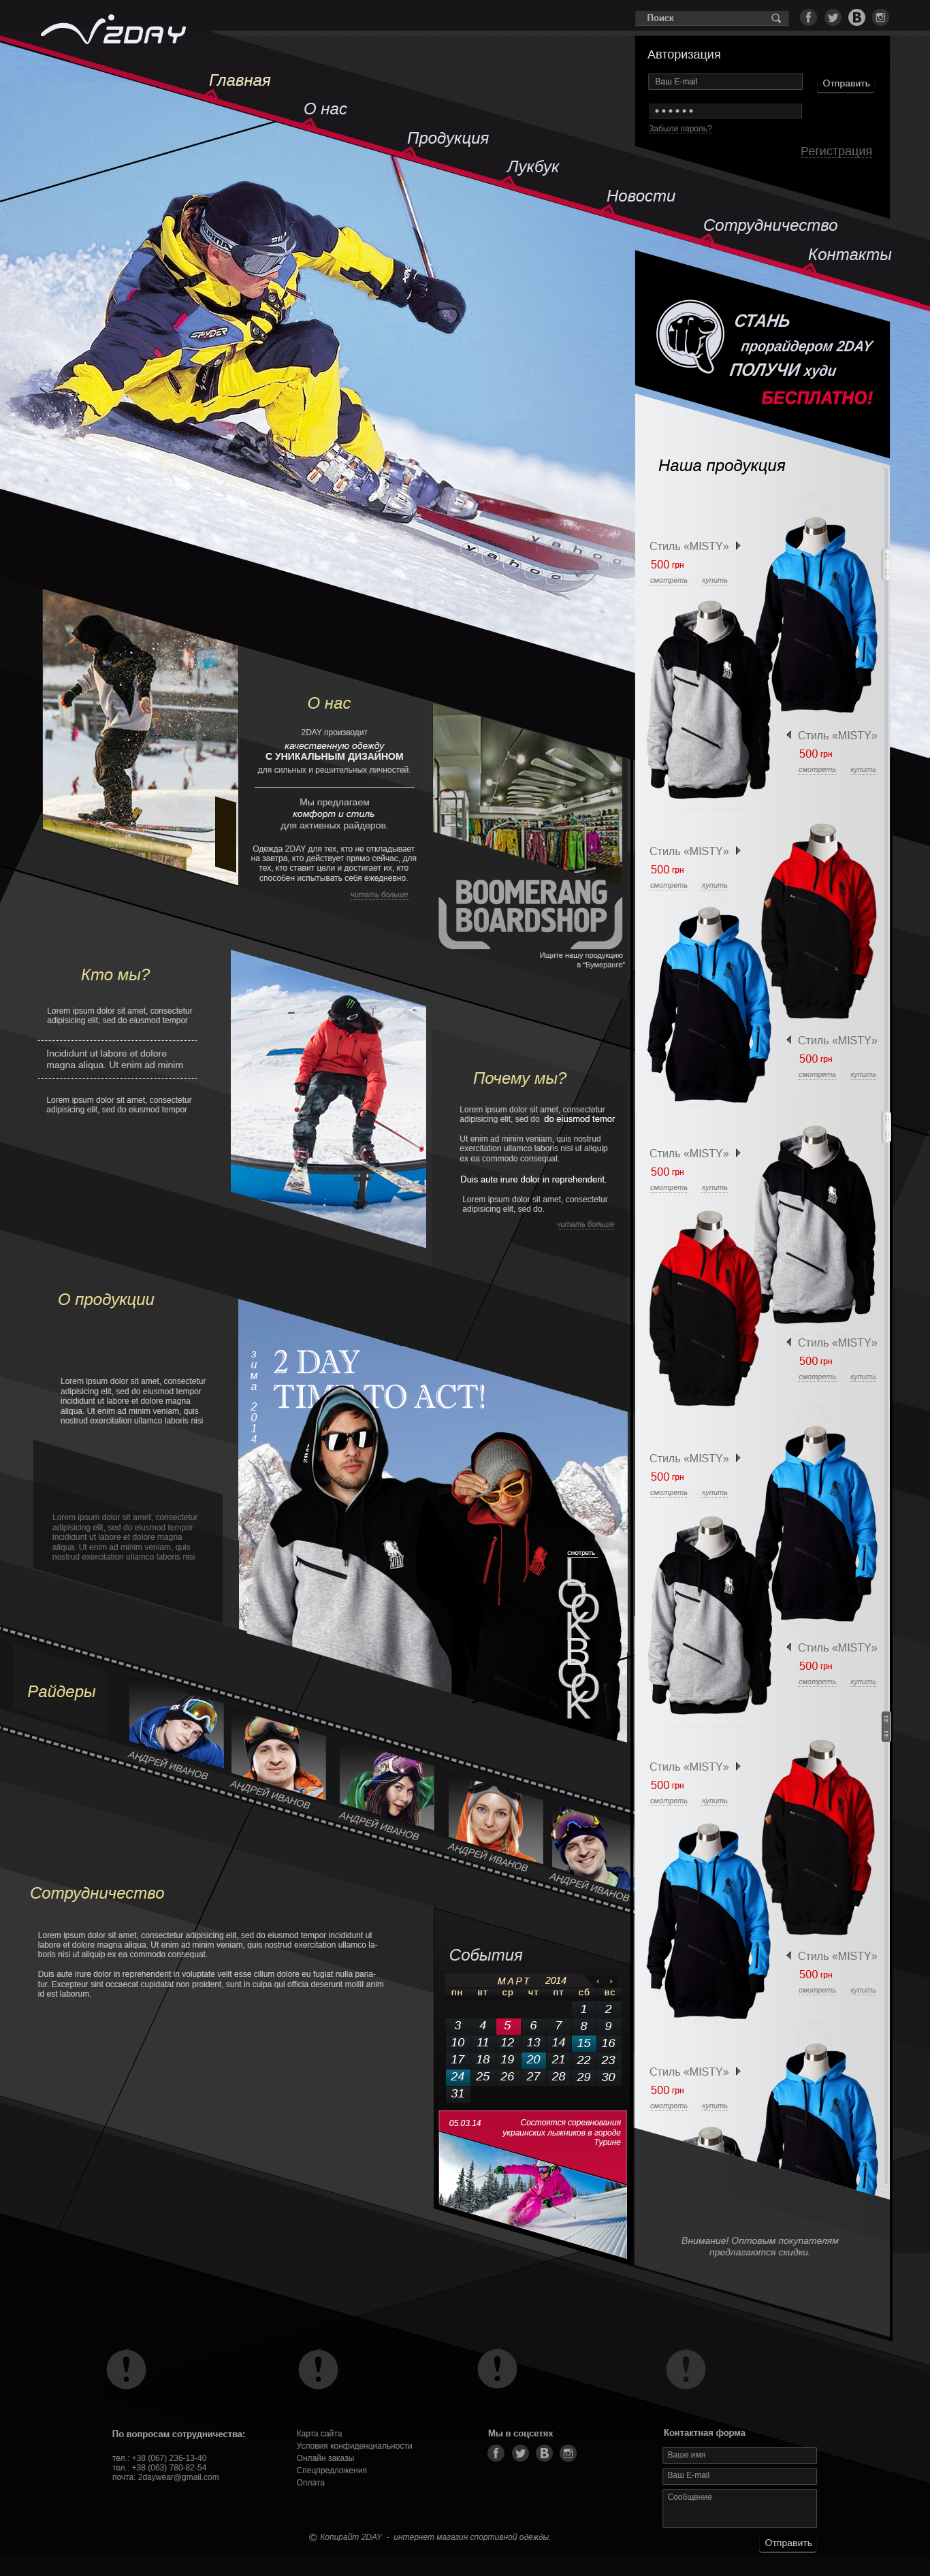 2DAY
Поиск
Авторизация
Ваш E-mail
Отправить
Забыли пароль?
Регистрация
Главная
О нас
Продукция
Лукбук
Новости
Сотрудничество
Контакты
SPYDER
yahoo
yahoo
СТАНЬ
прорайдером 2DAY
ПОЛУЧИ худи
БЕСПЛАТНО!
Наша продукция
Стиль «MISTY»
500 грн
смотреть купить
Стиль «MISTY»
500 грн
смотреть купить
О нас
2DAY производит
качественную одежду
С УНИКАЛЬНЫМ ДИЗАЙНОМ
для сильных и решительных личностей.
Мы предлагаем
комфорт и стиль
для активных райдеров.
Одежда 2DAY для тех, кто не откладывает
на завтра, кто действует прямо сейчас, для
тех, кто ставит цели и достигает их, кто
способен испытывать себя ежедневно.
читать больше
BOOMERANG
BOARDSHOP
Ищите нашу продукцию
в "Бумеранге"
Стиль «MISTY»
500 грн
смотреть купить
Стиль «MISTY»
500 грн
смотреть купить
Кто мы?
Lorem ipsum dolor sit amet, consectetur
adipisicing elit, sed do eiusmod tempor
Incididunt ut labore et dolore
magna aliqua. Ut enim ad minim
Lorem ipsum dolor sit amet, consectetur
adipisicing elit, sed do eiusmod tempor
Почему мы?
Lorem ipsum dolor sit amet, consectetur
adipisicing elit, sed do do eiusmod temor
Ut enim ad minim veniam, quis nostrud
exercitation ullamco laboris nisi ut aliquip
ex ea commodo consequat.
Duis aute irure dolor in reprehenderit.
Lorem ipsum dolor sit amet, consectetur
adipisicing elit, sed do.
читать больше
Стиль «MISTY»
500 грн
смотреть купить
Стиль «MISTY»
500 грн
смотреть купить
О продукции
Lorem ipsum dolor sit amet, consectetur
adipisicing elit, sed do eiusmod tempor
incididunt ut labore et dolore magna
aliqua. Ut enim ad minim veniam, quis
nostrud exercitation ullamco laboris nisi
Lorem ipsum dolor sit amet, consectetur
adipisicing elit, sed do eiusmod tempor
incididunt ut labore et dolore magna
aliqua. Ut enim ad minim veniam, quis
nostrud exercitation ullamco laboris nisi
зима 2014
2 DAY
TIME TO ACT!
2DAY
смотреть
LOOKBOOK
Стиль «MISTY»
500 грн
смотреть купить
Стиль «MISTY»
500 грн
смотреть купить
Райдеры
АНДРЕЙ ИВАНОВ
АНДРЕЙ ИВАНОВ
АНДРЕЙ ИВАНОВ
АНДРЕЙ ИВАНОВ
АНДРЕЙ ИВАНОВ
Стиль «MISTY»
500 грн
смотреть купить
Стиль «MISTY»
500 грн
смотреть купить
Сотрудничество
Lorem ipsum dolor sit amet, consectetur adipisicing elit, sed do eiusmod tempor incididunt ut
labore et dolore magna aliqua. Ut enim ad minim veniam, quis nostrud exercitation ullamco la-
boris nisi ut aliquip ex ea commodo consequat.
Duis aute irure dolor in reprehenderit in voluptate velit esse cillum dolore eu fugiat nulla paria-
tur. Excepteur sint occaecat cupidatat non proident, sunt in culpa qui officia deserunt mollit anim
id est laborum.
События
МАРТ 2014
пн вт ср чт пт сб вс
1 2
3 4 5 6 7 8 9
10 11 12 13 14 15 16
17 18 19 20 21 22 23
24 25 26 27 28 29 30
31
05.03.14
Состоятся соревнования
украинских лыжников в городе
Турине
Стиль «MISTY»
500 грн
смотреть купить
Внимание! Оптовым покупателям
предлагаются скидки.
По вопросам сотрудничества:
тел.: +38 (067) 236-13-40
тел.: +38 (063) 780-82-54
почта: 2daywear@gmail.com
Карта сайта
Условия конфиденциальности
Онлайн заказы
Спецпредложения
Оплата
Мы в соцсетях
Контактная форма
Ваше имя
Ваш E-mail
Сообщение
Отправить
© Копирайт 2DAY - интернет магазин спортивной одежды.